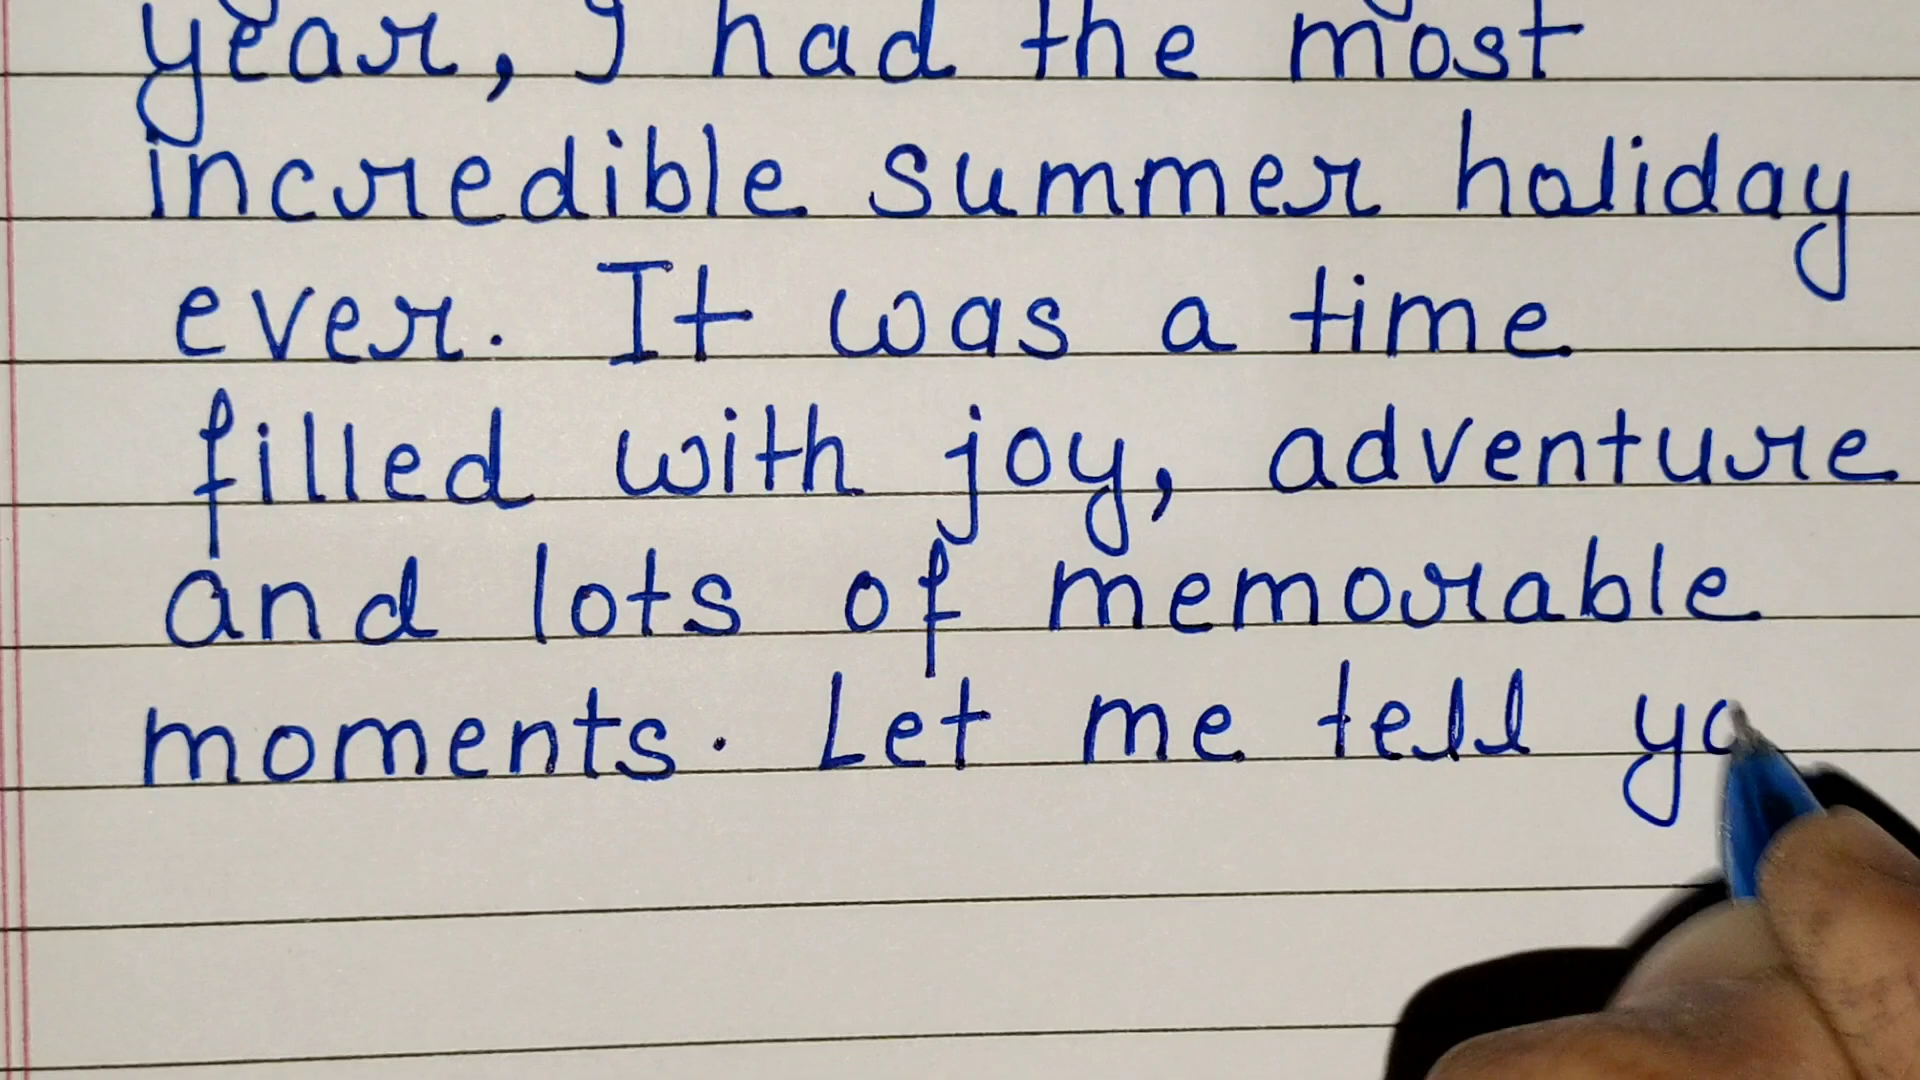 year, I had the most
incredible summer holiday
ever. It was a time
filled with joy, adventure
and lots of memorable
moments. Let me tell yo